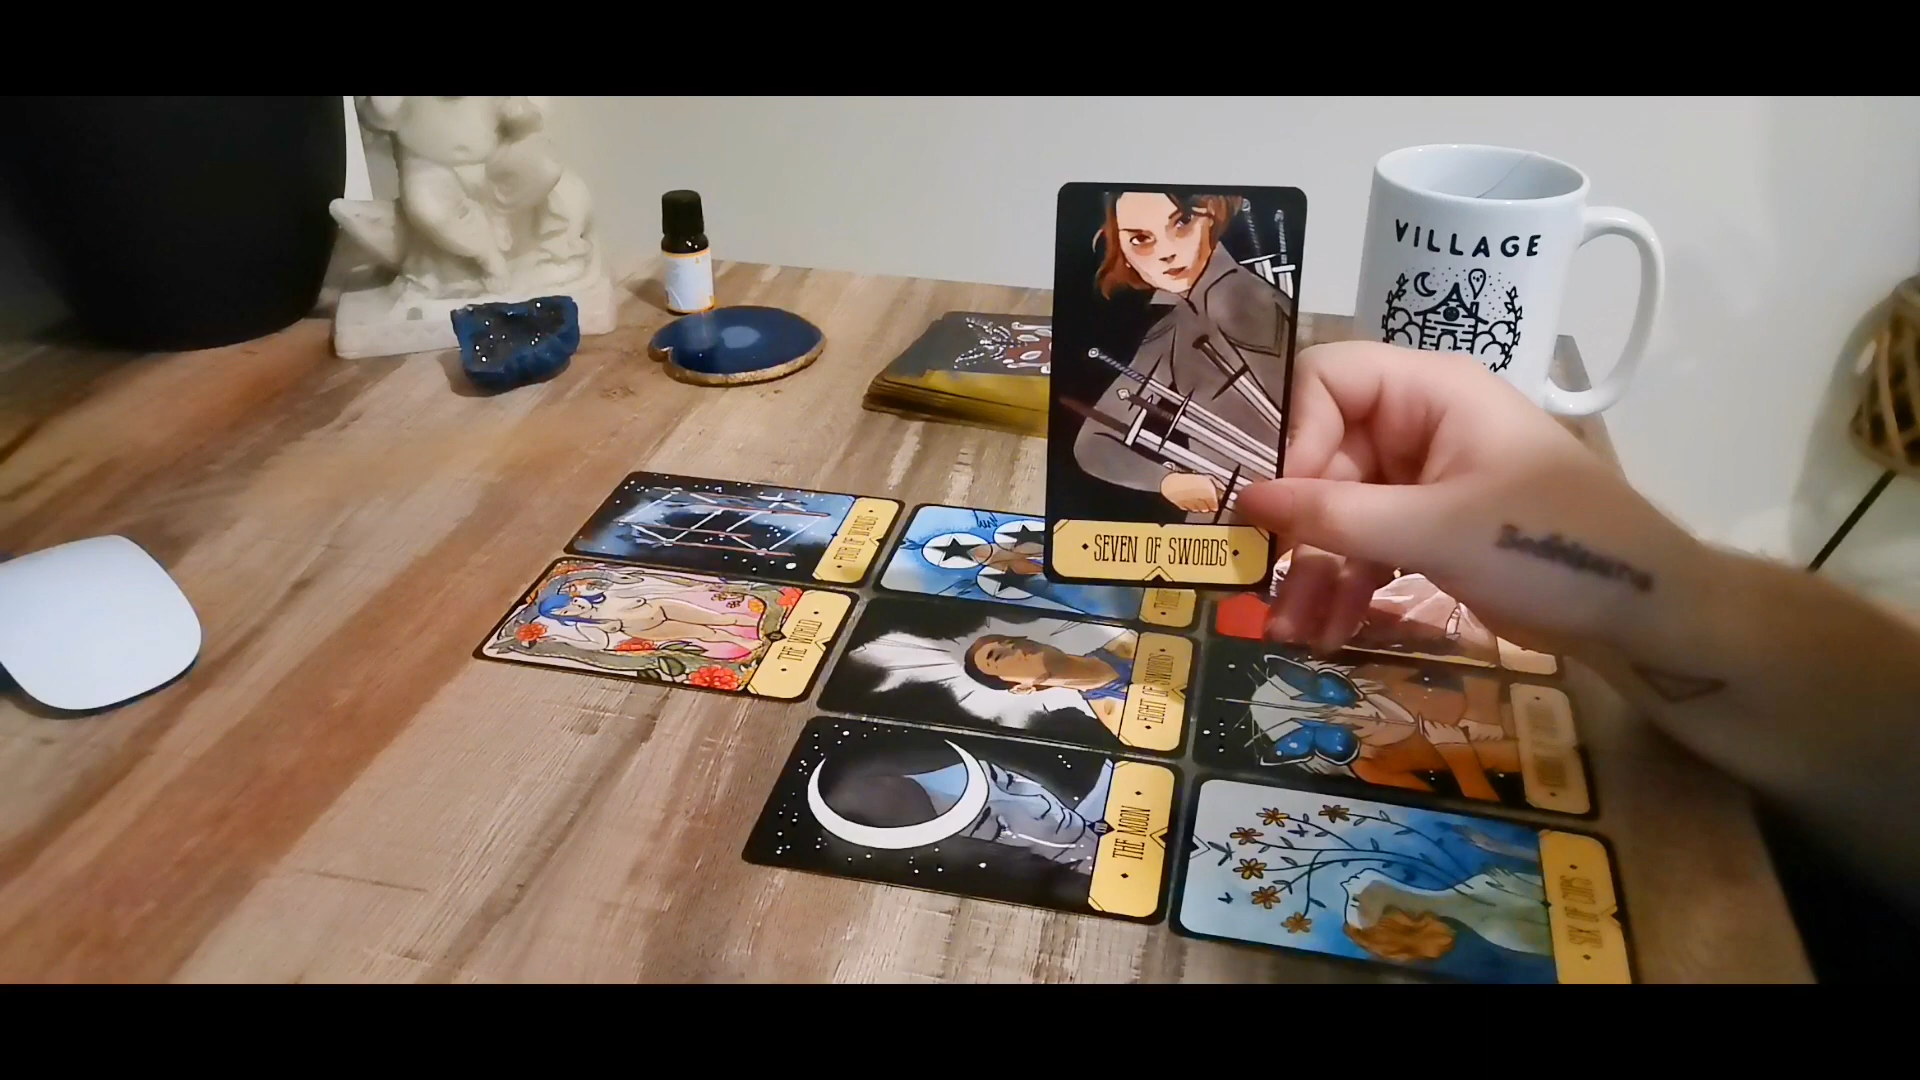 VILLAGE
SEVEN OF SWORDS
FOUR OF WANDS
THE WORLD
EIGHT OF SWORDS
THE MOON
SIX OF CUPS